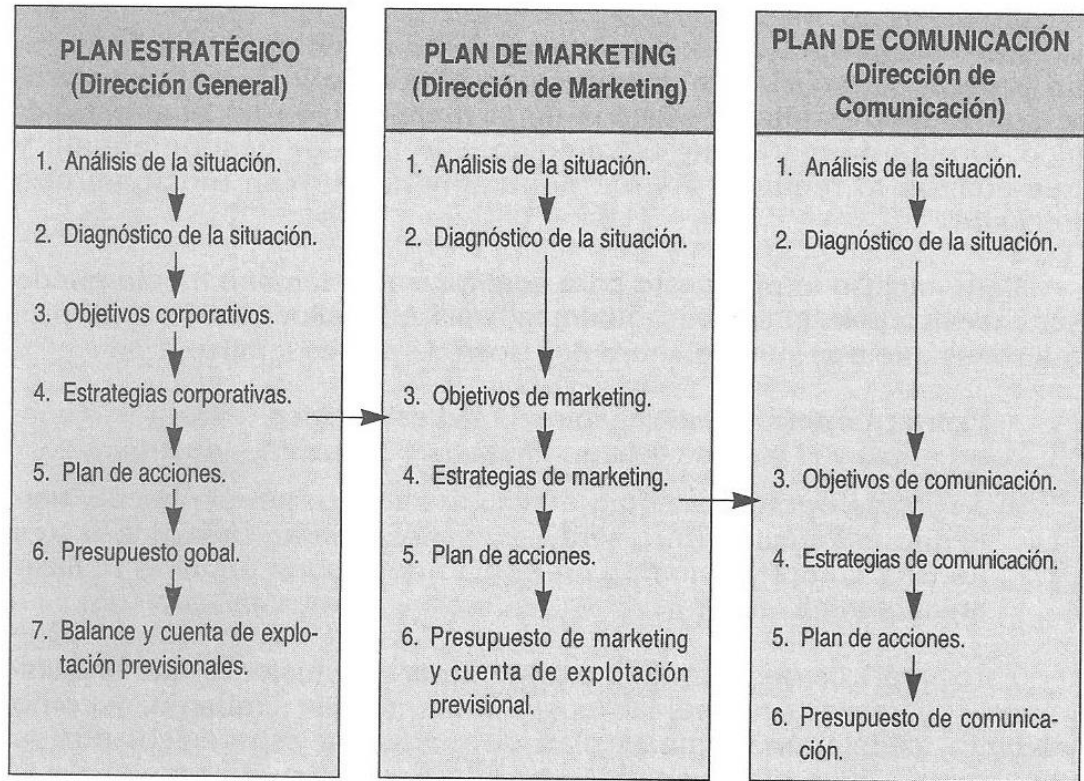 PLAN ESTRATÉGICO
(Dirección General)
1. Análisis de la situación.
2. Diagnóstico de la situación.
3. Objetivos corporativos.
4. Estrategias corporativas.
5. Plan de acciones.
6. Presupuesto gobal.
7. Balance y cuenta de explo-
tación previsionales.
PLAN DE MARKETING
(Dirección de Marketing)
1. Análisis de la situación.
2. Diagnóstico de la situación.
3. Objetivos de marketing.
4. Estrategias de marketing.
5. Plan de acciones.
6. Presupuesto de marketing
y cuenta de explotación
previsional.
PLAN DE COMUNICACIÓN
(Dirección de
Comunicación)
1. Análisis de la situación.
2. Diagnóstico de la situación.
3. Objetivos de comunicación.
4. Estrategias de comunicación.
5. Plan de acciones.
6. Presupuesto de comunica-
ción.